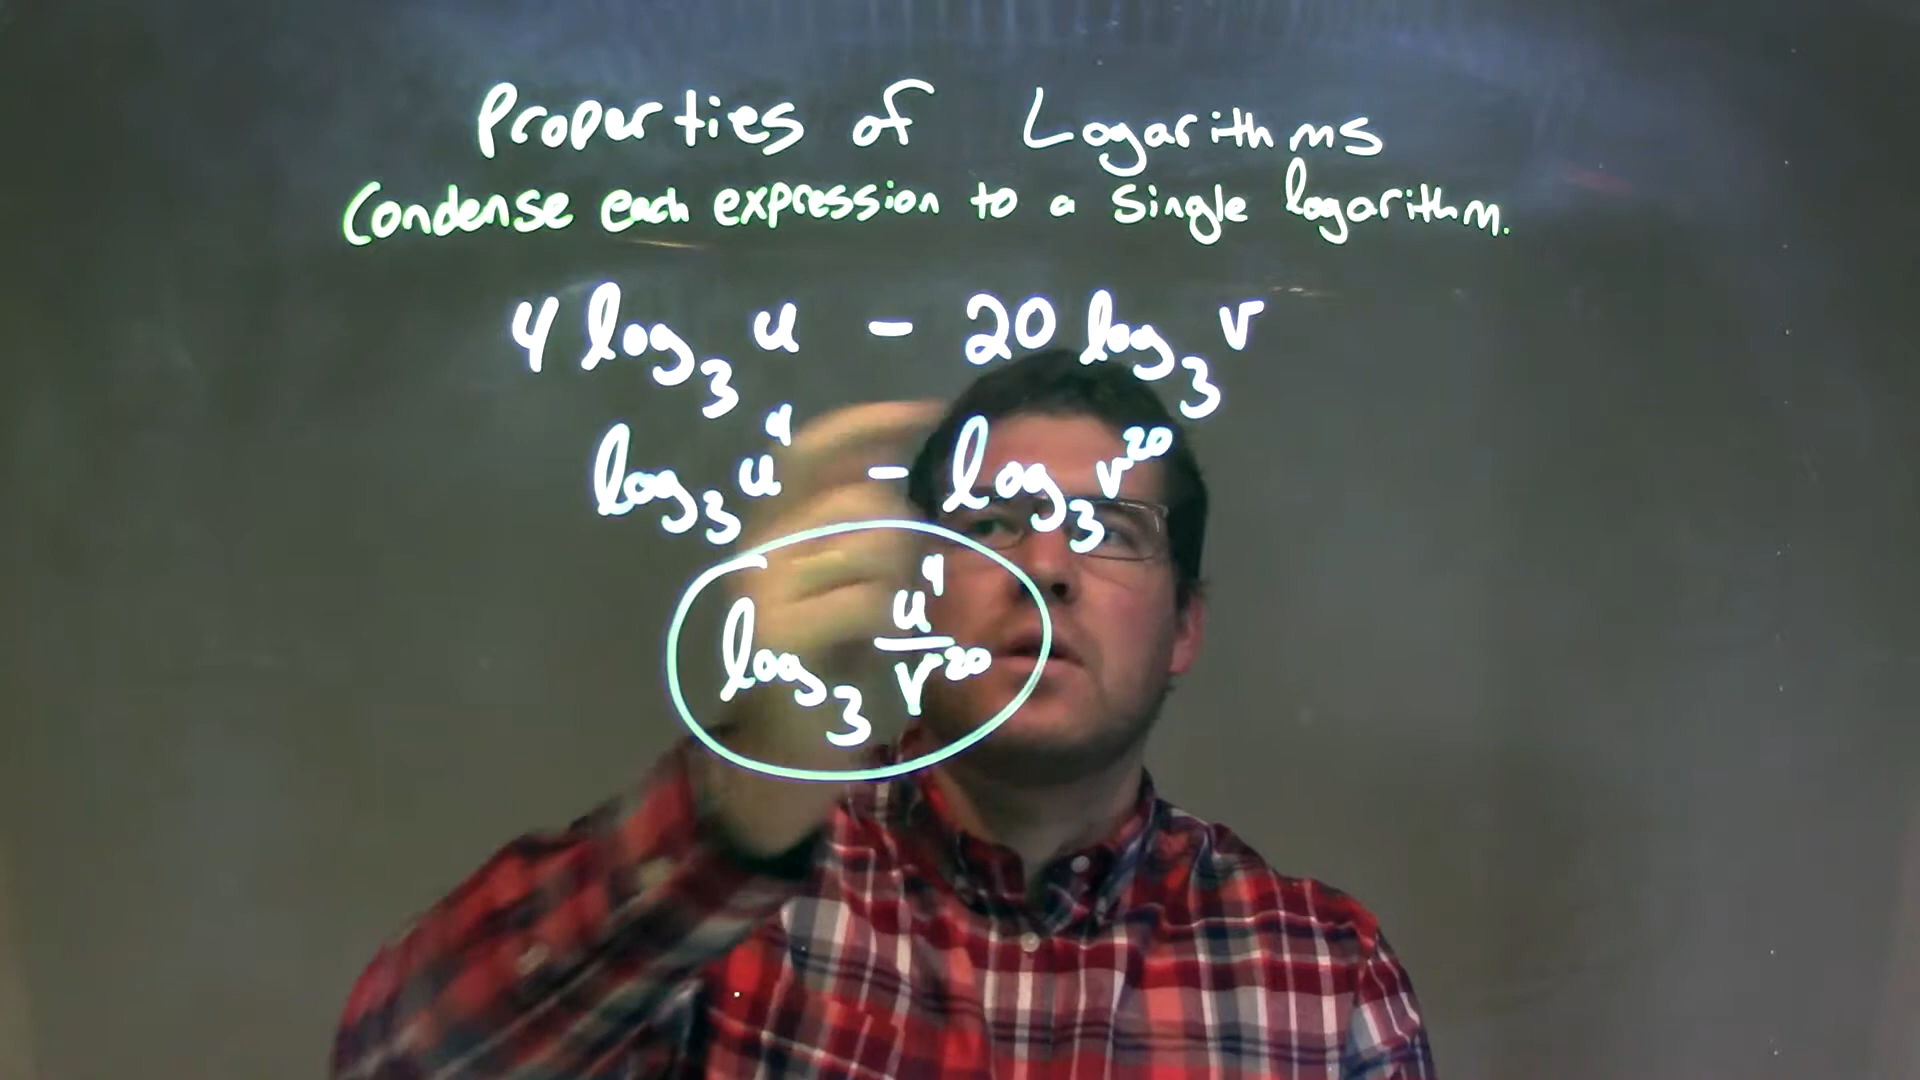 Properties of Logarithms
Condense each expression to a single logarithm.
4 log₃ u - 20 log₃ v
log₃ u⁴ - log₃ v²⁰
log₃ u⁴/v²⁰